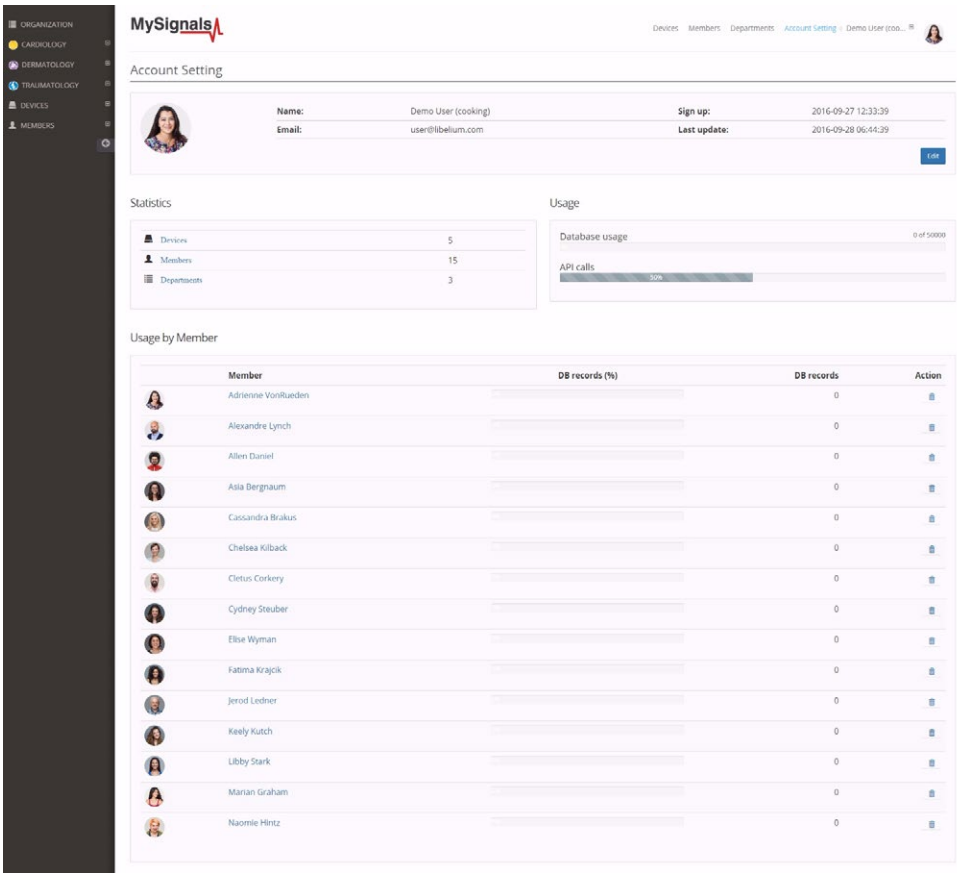 ORGANIZATION
CARDIOLOGY
DERMATOLOGY
TRAUMATOLOGY
DEVICES
MEMBERS
MySignals
Devices Members Departments Account Setting Demo User (coo...
Account Setting
Name: Demo User (cooking) Sign up: 2016-09-27 12:33:39
Email: user@libelium.com Last update: 2016-09-28 06:44:39
Edit
Statistics
Devices 5
Members 15
Departments 3
Usage
Database usage 0 of 50000
API calls
50%
Usage by Member
Member DB records (%) DB records Action
Adrienne VonRueden 0
Alexandre Lynch 0
Allen Daniel 0
Asia Bergnaum 0
Cassandra Brakus 0
Chelsea Kilback 0
Cletus Corkery 0
Cydney Steuber 0
Elise Wyman 0
Fatima Krajcik 0
Jerod Ledner 0
Keely Kutch 0
Libby Stark 0
Marian Graham 0
Naomie Hintz 0